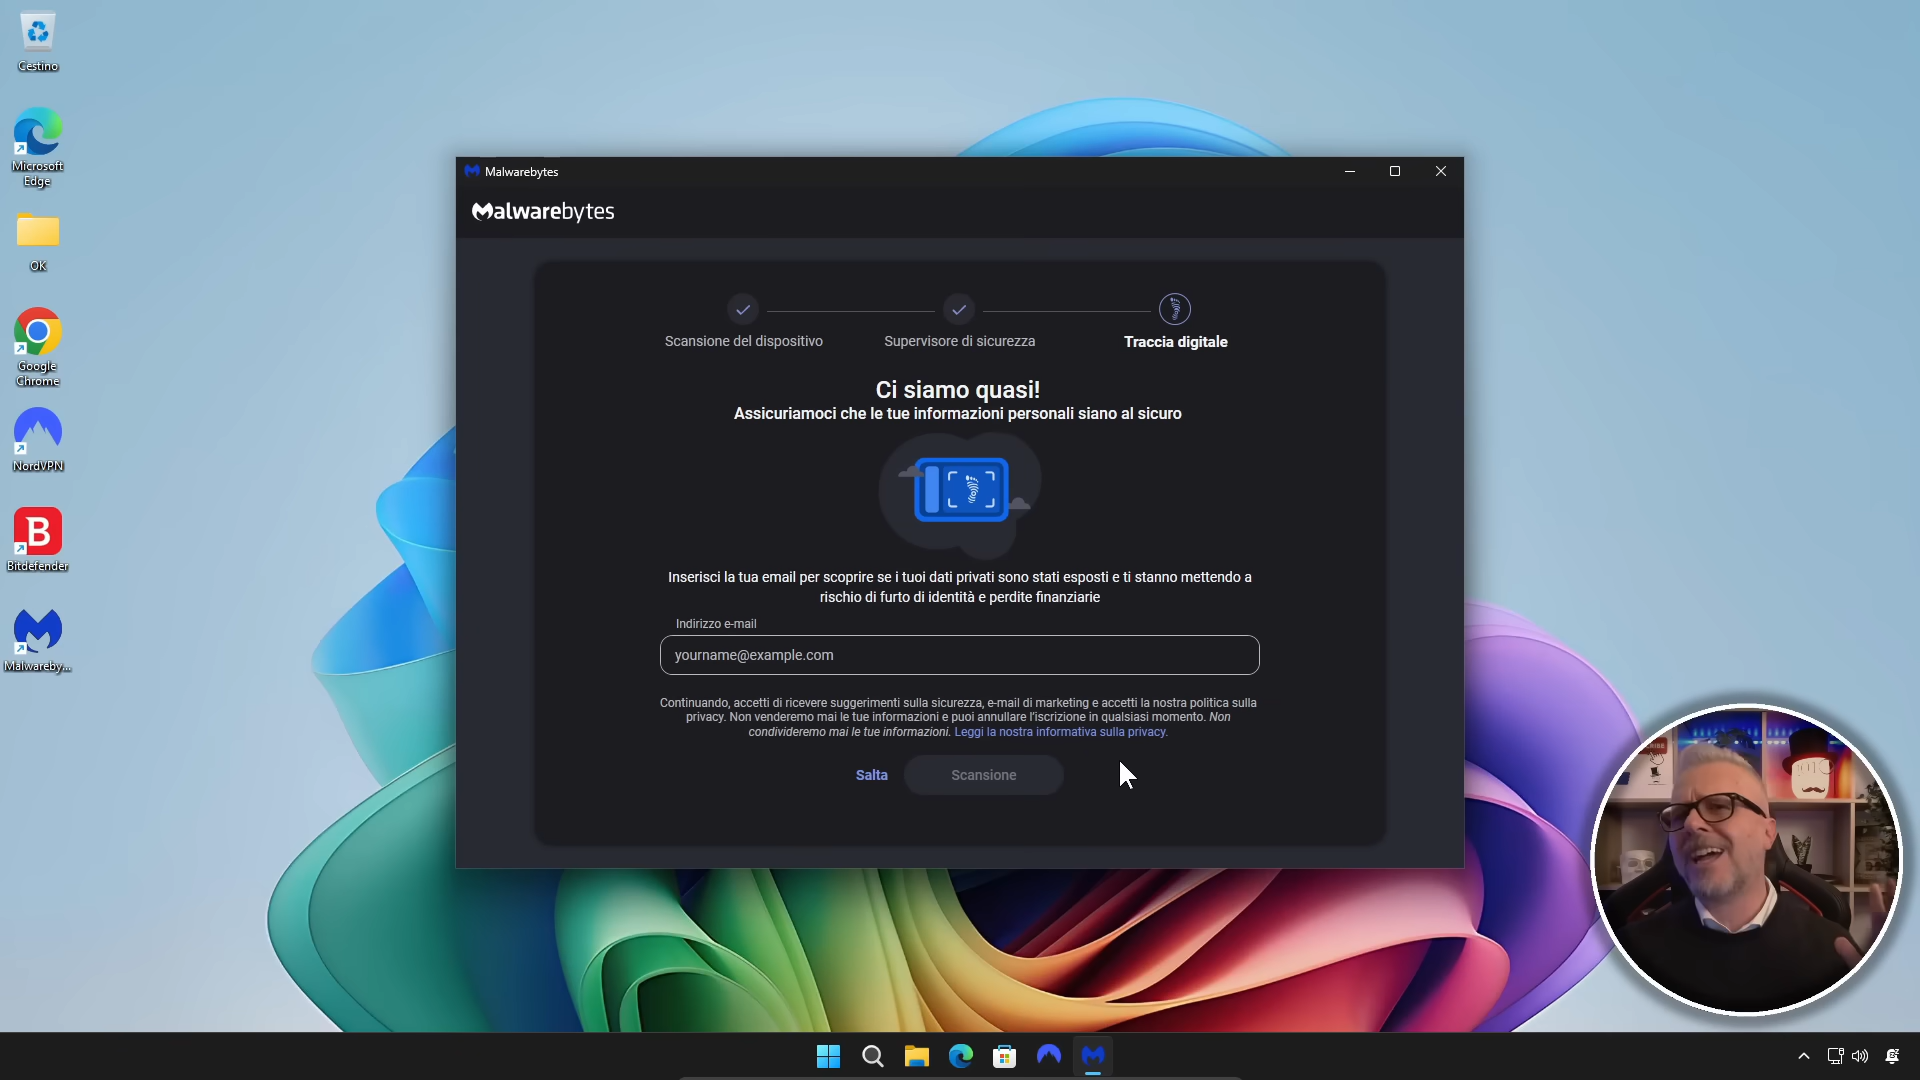 Cestino
Microsoft
Edge
OK
Google
Chrome
NordVPN
Bitdefender
Malwareby...
Malwarebytes
Malwarebytes
Scansione del dispositivo
Supervisore di sicurezza
Traccia digitale
Ci siamo quasi!
Assicuriamoci che le tue informazioni personali siano al sicuro
Inserisci la tua email per scoprire se i tuoi dati privati sono stati esposti e ti stanno mettendo a
rischio di furto di identità e perdite finanziarie
Indirizzo e-mail
yourname@example.com
Continuando, accetti di ricevere suggerimenti sulla sicurezza, e-mail di marketing e accetti la nostra politica sulla
privacy. Non venderemo mai le tue informazioni e puoi annullare l'iscrizione in qualsiasi momento. Non
condivideremo mai le tue informazioni. Leggi la nostra informativa sulla privacy.
Salta
Scansione
B